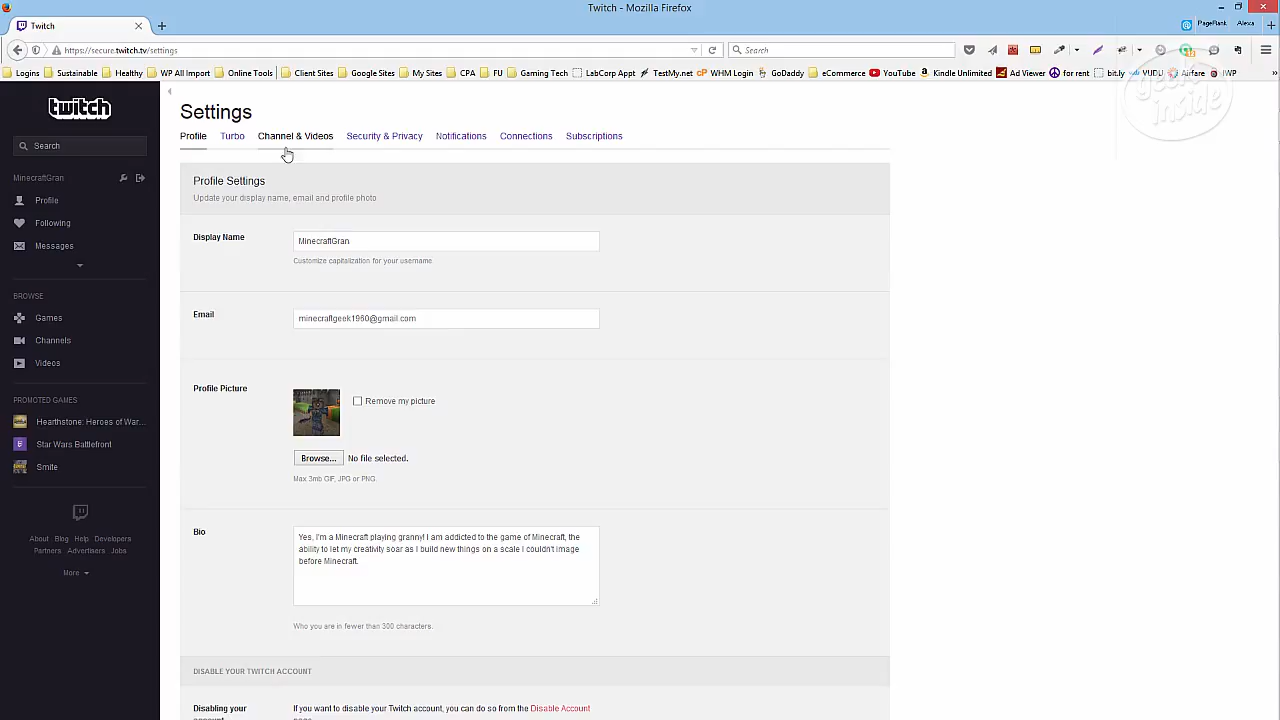 Twitch - Mozilla Firefox
Twitch
PageRank
Alexa
https://secure.twitch.tv/settings
Search
Logins
Sustainable
Healthy
WP All Import
Online Tools
Client Sites
Google Sites
My Sites
CPA
FU
Gaming Tech
LabCorp Appt
TestMy.net
WHM Login
GoDaddy
eCommerce
YouTube
Kindle Unlimited
Ad Viewer
for rent
bit.ly
VUDU
Airfare
IWP
geeks inside
twitch
Search
MinecraftGran
Profile
Following
Messages
BROWSE
Games
Channels
Videos
PROMOTED GAMES
Hearthstone: Heroes of War...
Star Wars Battlefront
Smite
About Blog Help Developers
Partners Advertisers Jobs
More
Settings
Profile Turbo Channel & Videos Security & Privacy Notifications Connections Subscriptions
Profile Settings
Update your display name, email and profile photo
Display Name
MinecraftGran
Customize capitalization for your username
Email
minecraftgeek1960@gmail.com
Profile Picture
Remove my picture
Browse... No file selected.
Max 3mb GIF, JPG or PNG.
Bio
Yes, I'm a Minecraft playing granny! I am addicted to the game of Minecraft, the
ability to let my creativity soar as I build new things on a scale I couldn't image
before Minecraft.
Who you are in fewer than 300 characters.
DISABLE YOUR TWITCH ACCOUNT
Disabling your
If you want to disable your Twitch account, you can do so from the Disable Account